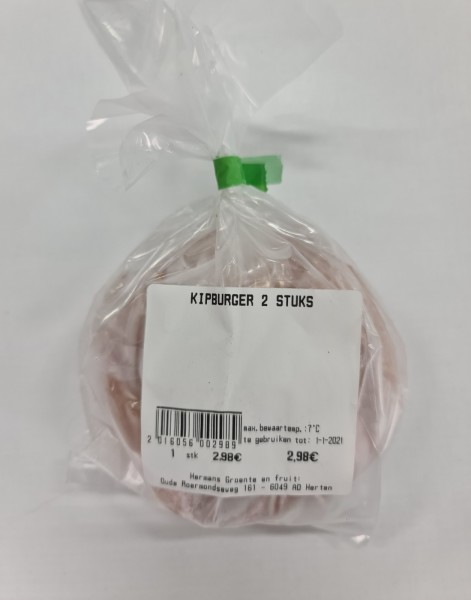 KIPBURGER 2 STUKS
max.bewaartemp.:7°C
2 016056 002989 te gebruiken tot: 1-1-2021
1 stk 2.98€ 2,98€
Hermans Groente en fruit:
Oude Roermondseweg 161 - 6049 AD Herten